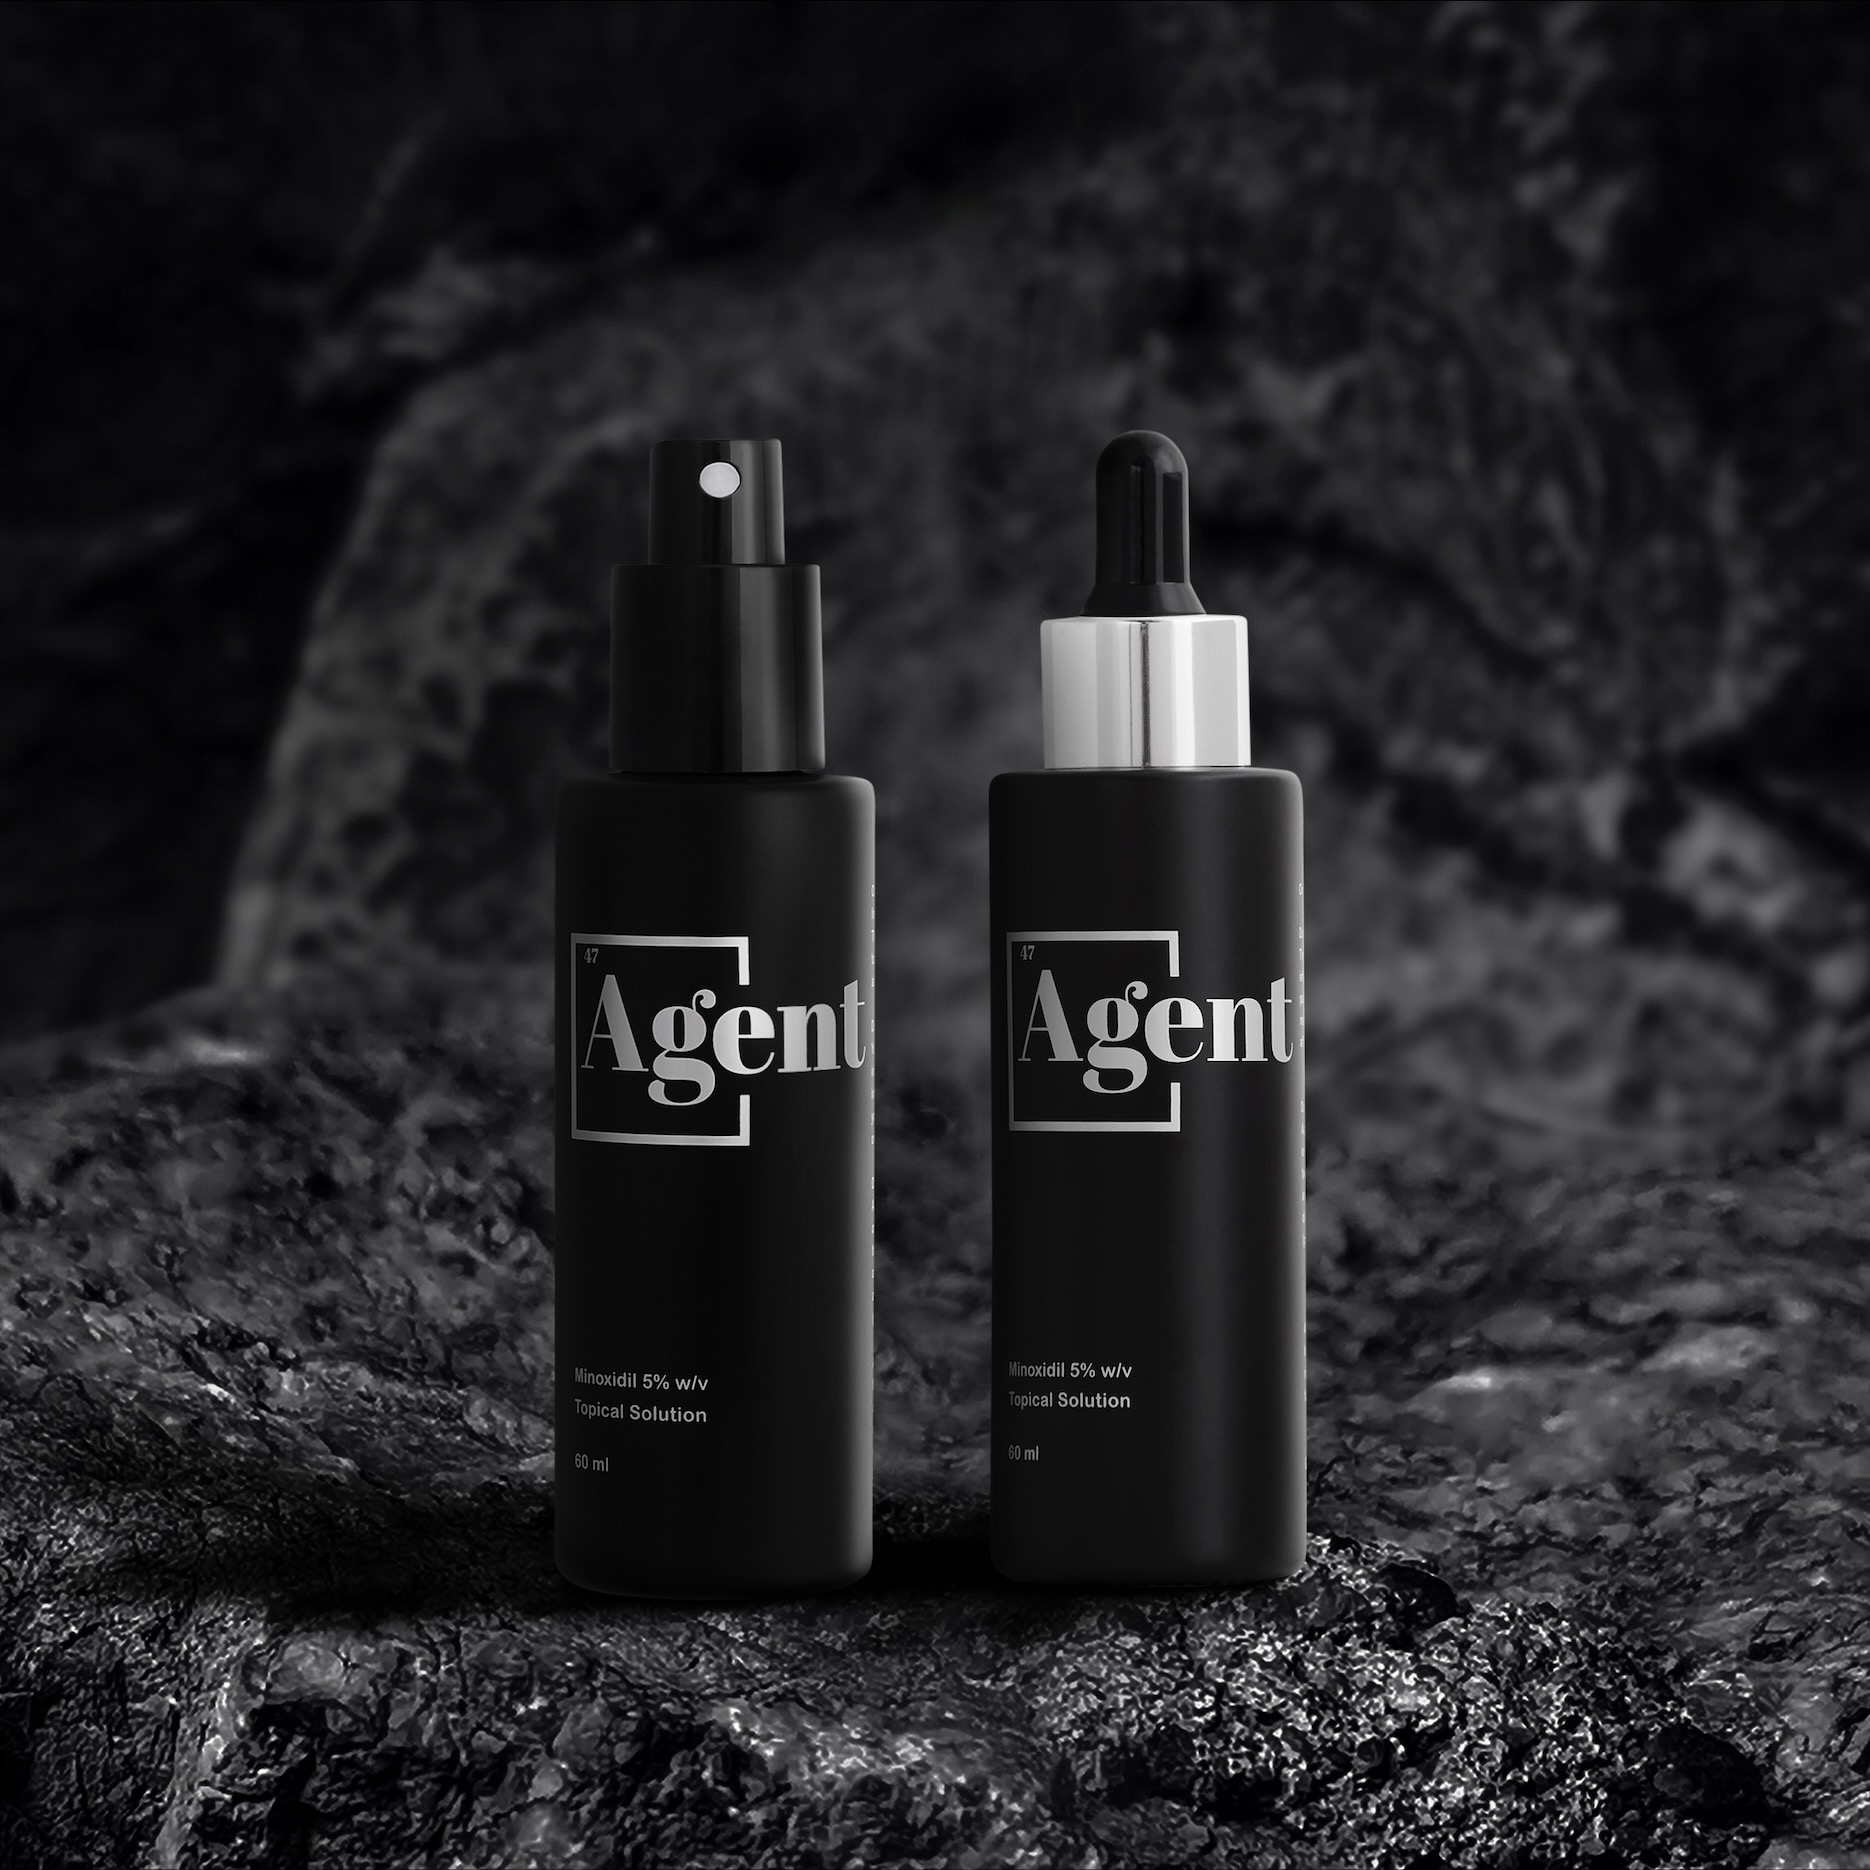 47
Agent
Minoxidil 5% w/v
Topical Solution
60 ml
47
Agent
Minoxidil 5% w/v
Topical Solution
60 ml